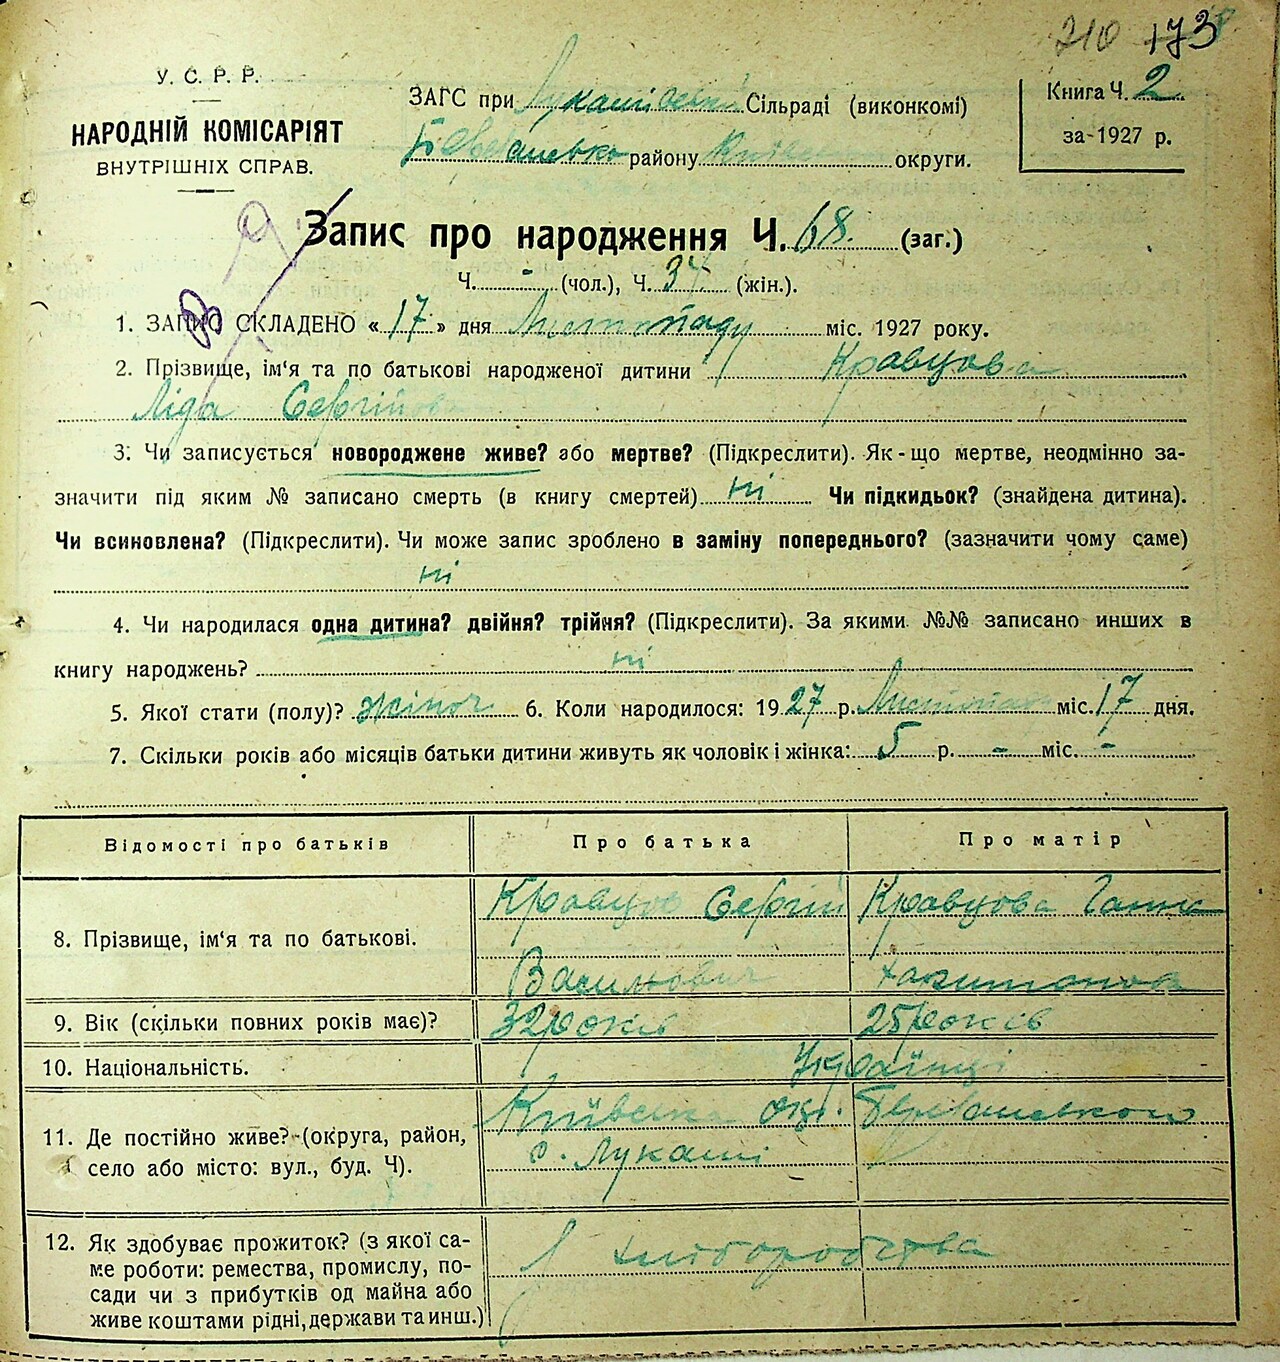 210 173
У. С. Р. Р.
НАРОДНІЙ КОМІСАРІЯТ
ВНУТРІШНІХ СПРАВ.
ЗАГС при Лукашівській Сільраді (виконкомі)
району округи.
Книга Ч. 2
за 1927 р.
Запис про народження Ч. 68. (заг.)
Ч. - (чол.), Ч. 34 (жін.).
1. ЗАПИС СКЛАДЕНО « 17 » дня Листопаду міс. 1927 року.
2. Прізвище, ім‘я та по батькові народженої дитини Кравцова
Ліда Сергійова
3. Чи записується новороджене живе? або мертве? (Підкреслити). Як-що мертве, неодмінно за-
значити під яким № записано смерть (в книгу смертей) ні Чи підкидьок? (знайдена дитина).
Чи всиновлена? (Підкреслити). Чи може запис зроблено в заміну попереднього? (зазначити чому саме)
ні
4. Чи народилася одна дитина? двійня? трійня? (Підкреслити). За якими №№ записано инших в
книгу народжень? ні
5. Якої стати (полу)? жіноч 6. Коли народилося: 1927 р. Листопада міс. 17 дня.
7. Скільки років або місяців батьки дитини живуть як чоловік і жінка: 5 р. - міс. -
Відомості про батьків Про батька Про матір
8. Прізвище, ім‘я та по батькові.
Кравцов Сергій Кравцова Ганна
Василович Харитонова
9. Вік (скільки повних років має)? 32 років 25 років
10. Національність. Українці
11. Де постійно живе? (округа, район,
село або місто: вул., буд. Ч).
Київська окр.
с. Лукаші
12. Як здобуває прожиток? (з якої са-
ме роботи: ремества, промислу, по-
сади чи з прибутків од майна або
живе коштами рідні, держави та инш.)
хліборобства